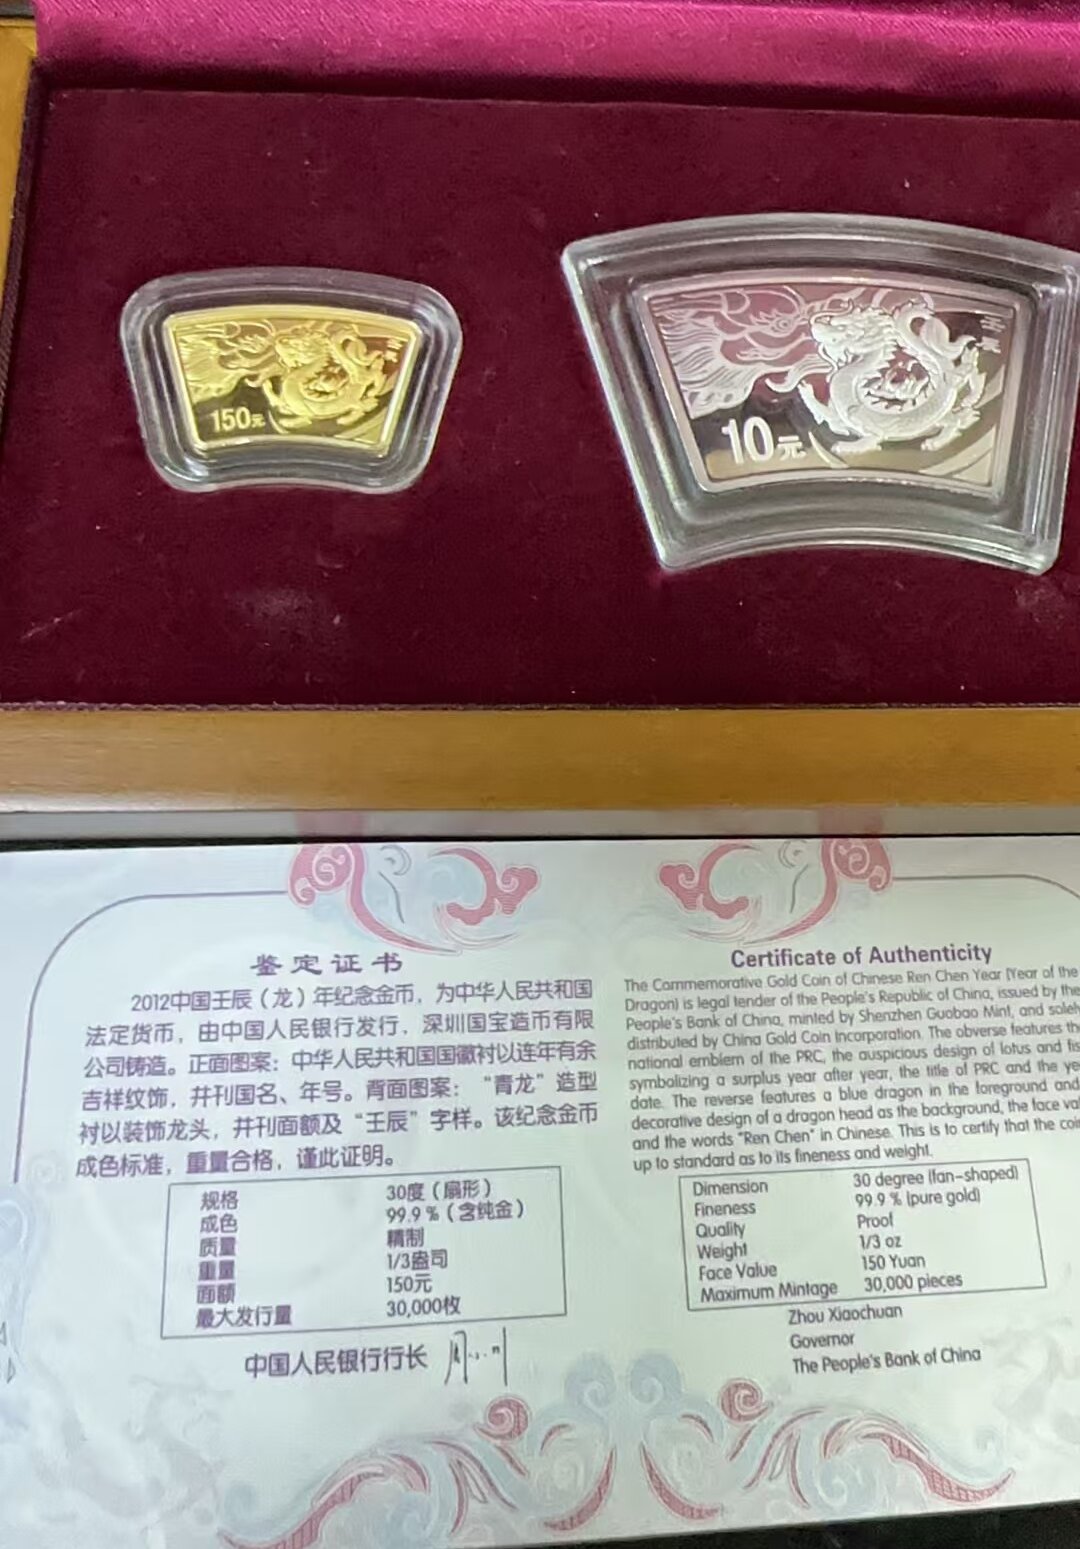 150元
10元
鉴定证书
2012中国壬辰（龙）年纪念金币，为中华人民共和国
法定货币，由中国人民银行发行，深圳国宝造币有限
公司铸造。正面图案：中华人民共和国国徽衬以连年有余
吉祥纹饰，并刊国名、年号。背面图案：“青龙”造型
衬以装饰龙头，并刊面额及“壬辰”字样。该纪念金币
成色标准，重量合格，谨此证明。
规格 30度（扇形）
成色 99.9%（含纯金）
质量 精制
重量 1/3盎司
面额 150元
最大发行量 30,000枚
中国人民银行行长
Certificate of Authenticity
The Commemorative Gold Coin of Chinese Ren Chen Year (Year of the
Dragon) is legal tender of the People's Republic of China, issued by the
People's Bank of China, minted by Shenzhen Guobao Mint, and
distributed by China Gold Coin Incorporation. The obverse features
national emblem of the PRC, the auspicious design of lotus and
symbolizing a surplus year after year, the title of PRC and the
date. The reverse features a blue dragon in the foreground and
decorative design of a dragon head as the background, the face
and the words "Ren Chen" in Chinese. This is to certify that the
up to standard as to its fineness and weight.
Dimension 30 degree (fan-shaped)
Fineness 99.9 % (pure gold)
Quality Proof
Weight 1/3 oz
Face Value 150 Yuan
Maximum Mintage 30,000 pieces
Zhou Xiaochuan
Governor
The People's Bank of China